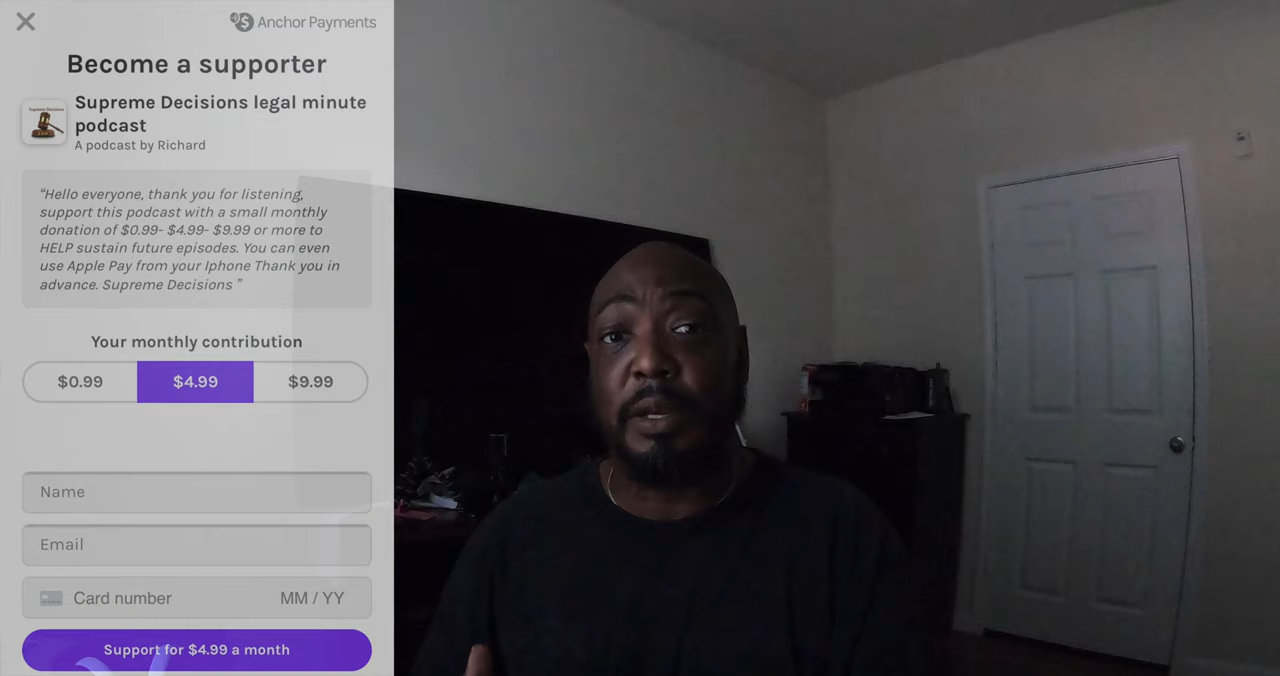 Anchor Payments
Become a supporter
Supreme Decisions legal minute
podcast
A podcast by Richard
"Hello everyone, thank you for listening,
support this podcast with a small monthly
donation of $0.99- $4.99- $9.99 or more to
HELP sustain future episodes. You can even
use Apple Pay from your Iphone Thank you in
advance. Supreme Decisions "
Your monthly contribution
$0.99 $4.99 $9.99
Name
Email
Card number MM / YY
Support for $4.99 a month